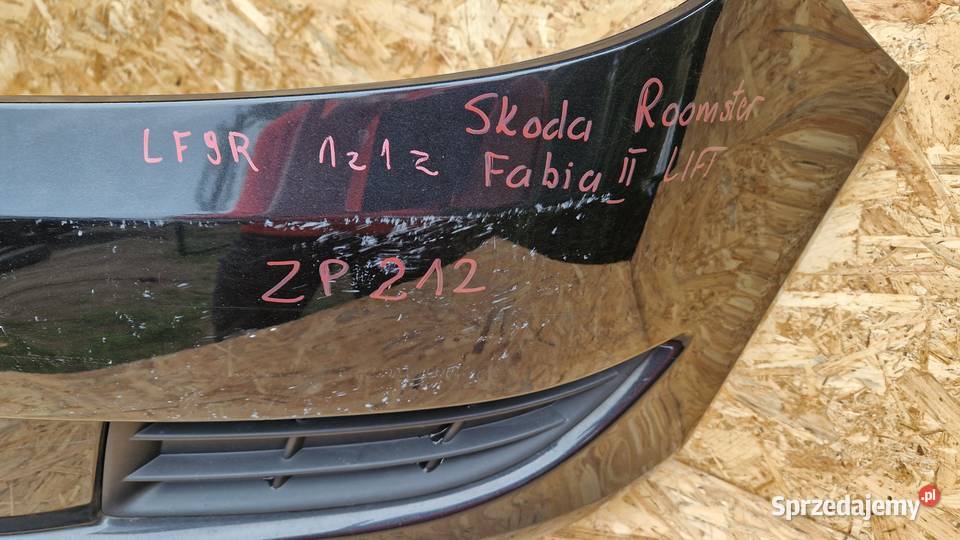 LF9R 1z1z Skoda Roomster
Fabia II LIFT
ZP 212
Sprzedajemy.pl